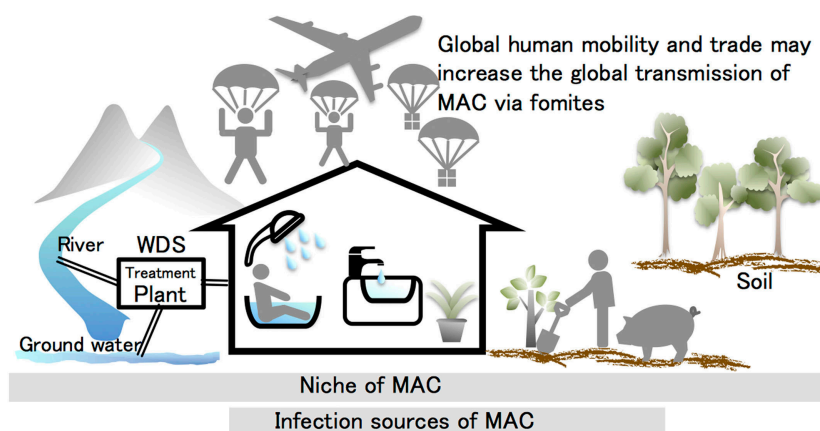 Global human mobility and trade may
increase the global transmission of
MAC via fomites
River
WDS
Treatment
Plant
Ground water
Soil
Niche of MAC
Infection sources of MAC